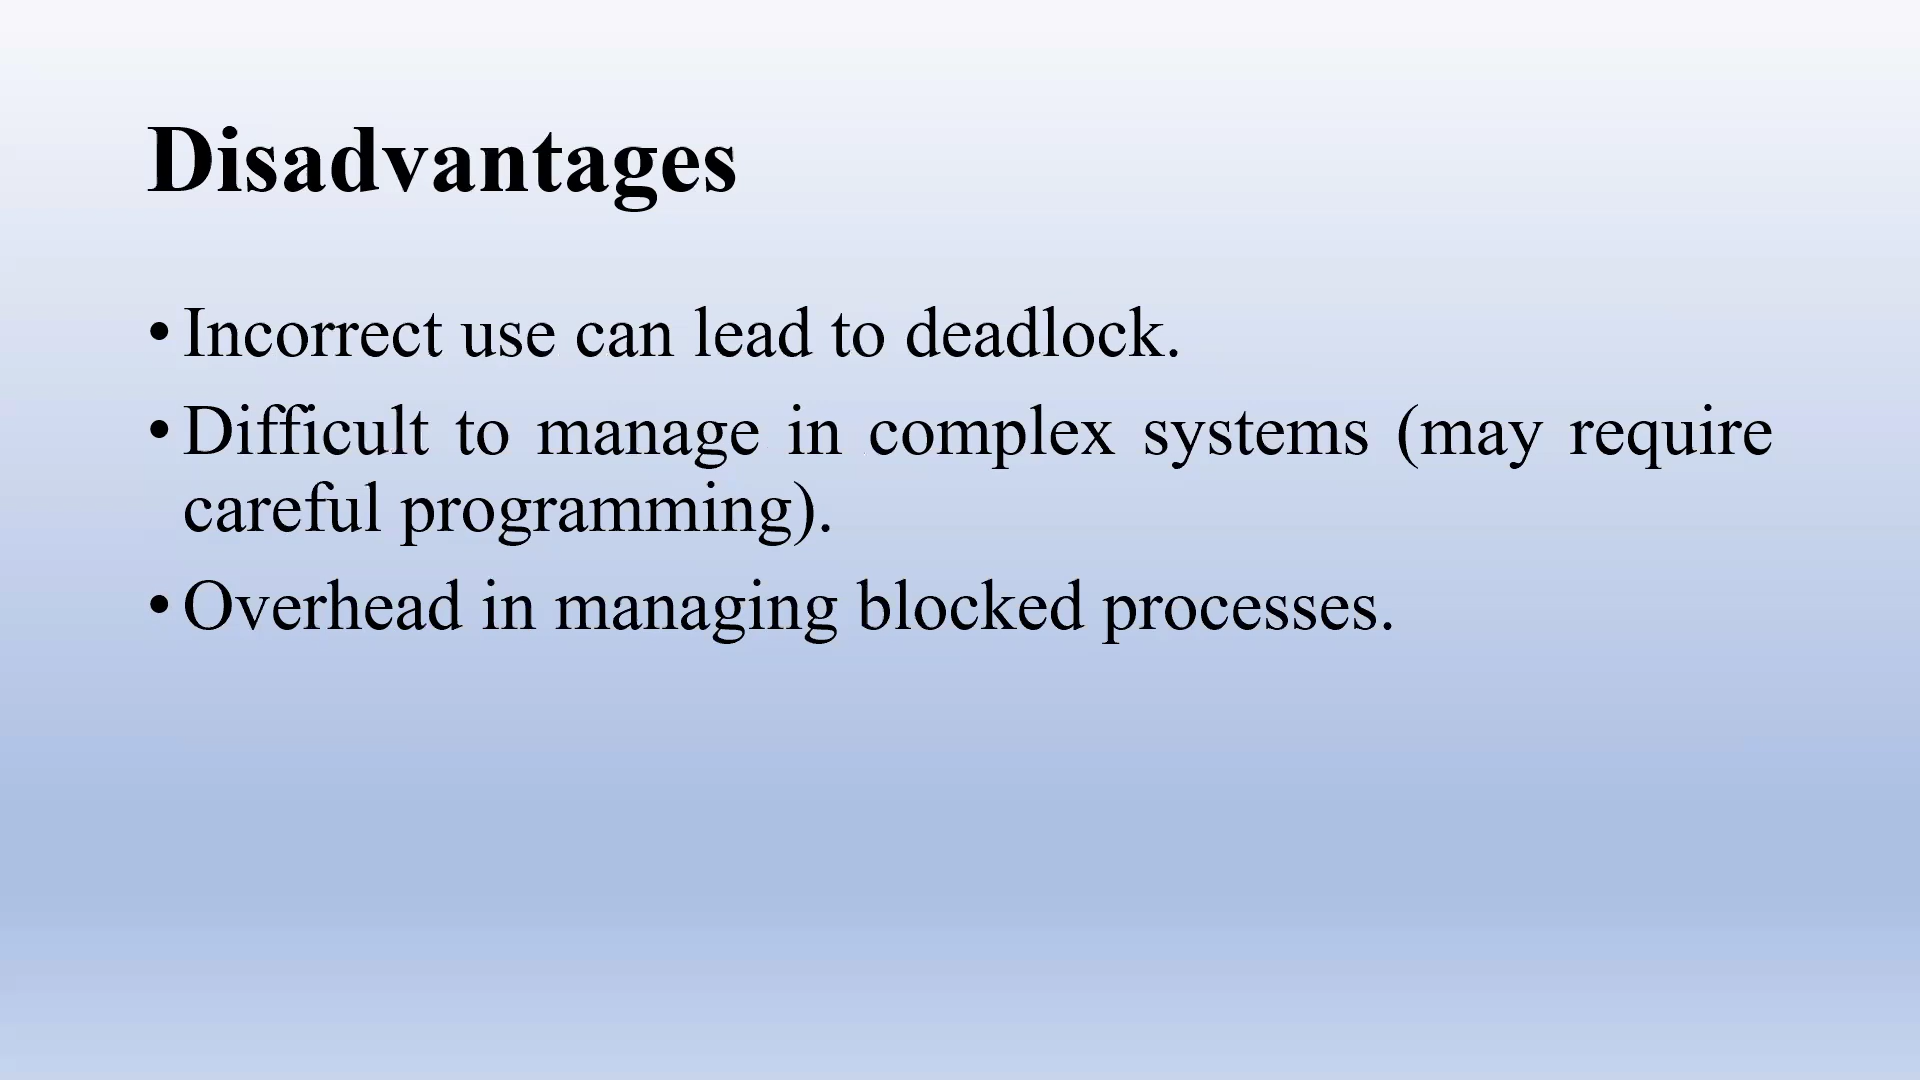 Disadvantages
• Incorrect use can lead to deadlock.
• Difficult to manage in complex systems (may require
careful programming).
• Overhead in managing blocked processes.